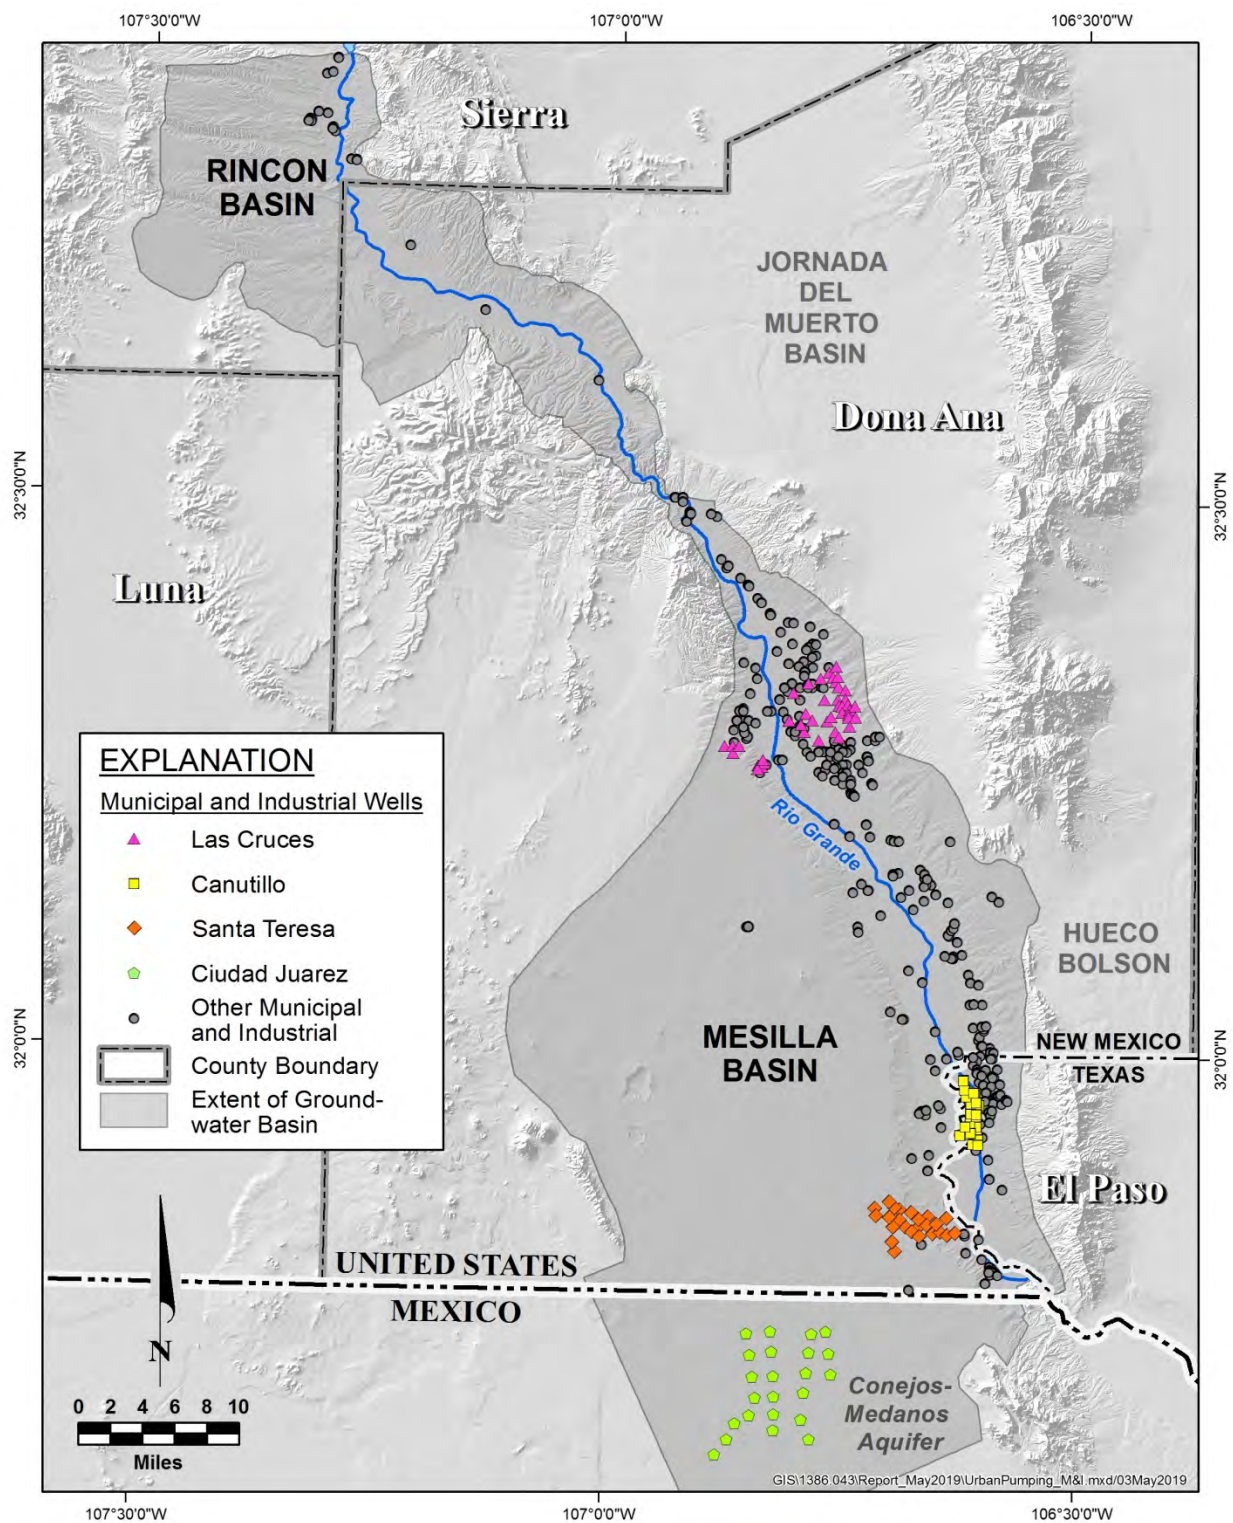 107°30'0"W
107°0'0"W
106°30'0"W
Sierra
RINCON
BASIN
JORNADA
DEL
MUERTO
BASIN
Dona Ana
32°30'0"N
32°30'0"N
Luna
EXPLANATION
Municipal and Industrial Wells
Las Cruces
Canutillo
Santa Teresa
Ciudad Juarez
Other Municipal
and Industrial
County Boundary
Extent of Ground-
water Basin
Rio Grande
HUECO
BOLSON
MESILLA
BASIN
32°0'0"N
32°0'0"N
NEW MEXICO
TEXAS
El Paso
UNITED STATES
MEXICO
N
0 2 4 6 8 10
Miles
Conejos-
Medanos
Aquifer
GIS\1386.043\Report_May2019\UrbanPumping_M&I.mxd/03May2019
107°30'0"W
107°0'0"W
106°30'0"W